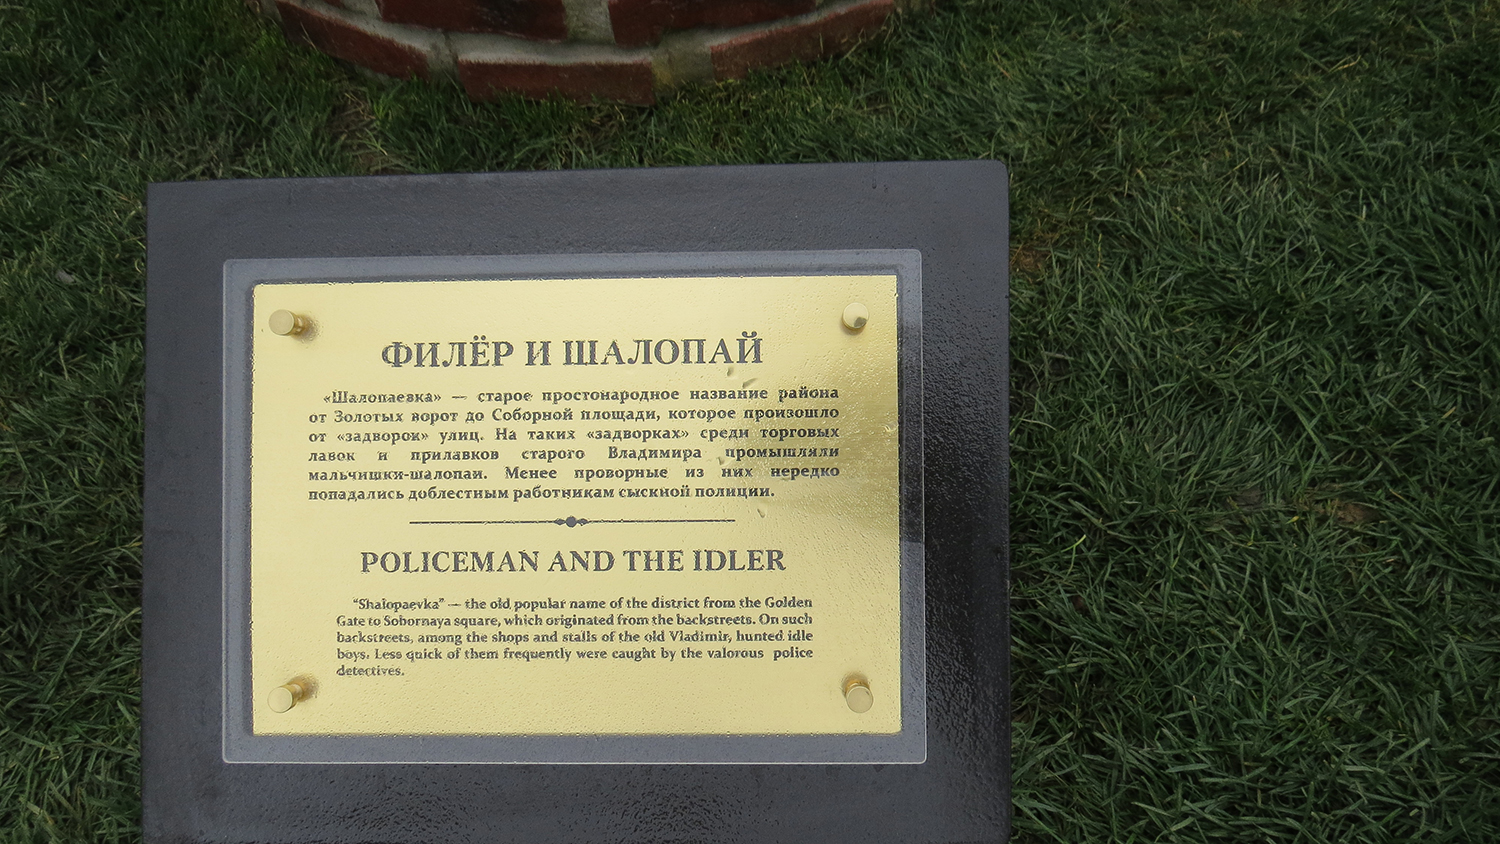 ФИЛЁР И ШАЛОПАЙ
«Шалопаевка» — старое простонародное название района
от Золотых ворот до Соборной площади, которое произошло
от «задворок» улиц. На таких «задворках» среди торговых
лавок и прилавков старого Владимира промышляли
мальчишки-шалопаи. Менее проворные из них нередко
попадались доблестным работникам сыскной полиции.
POLICEMAN AND THE IDLER
"Shalopaevka" — the old popular name of the district from the Golden
Gate to Sobornaya square, which originated from the backstreets. On such
backstreets, among the shops and stalls of the old Vladimir, hunted idle
boys. Less quick of them frequently were caught by the valorous police
detectives.